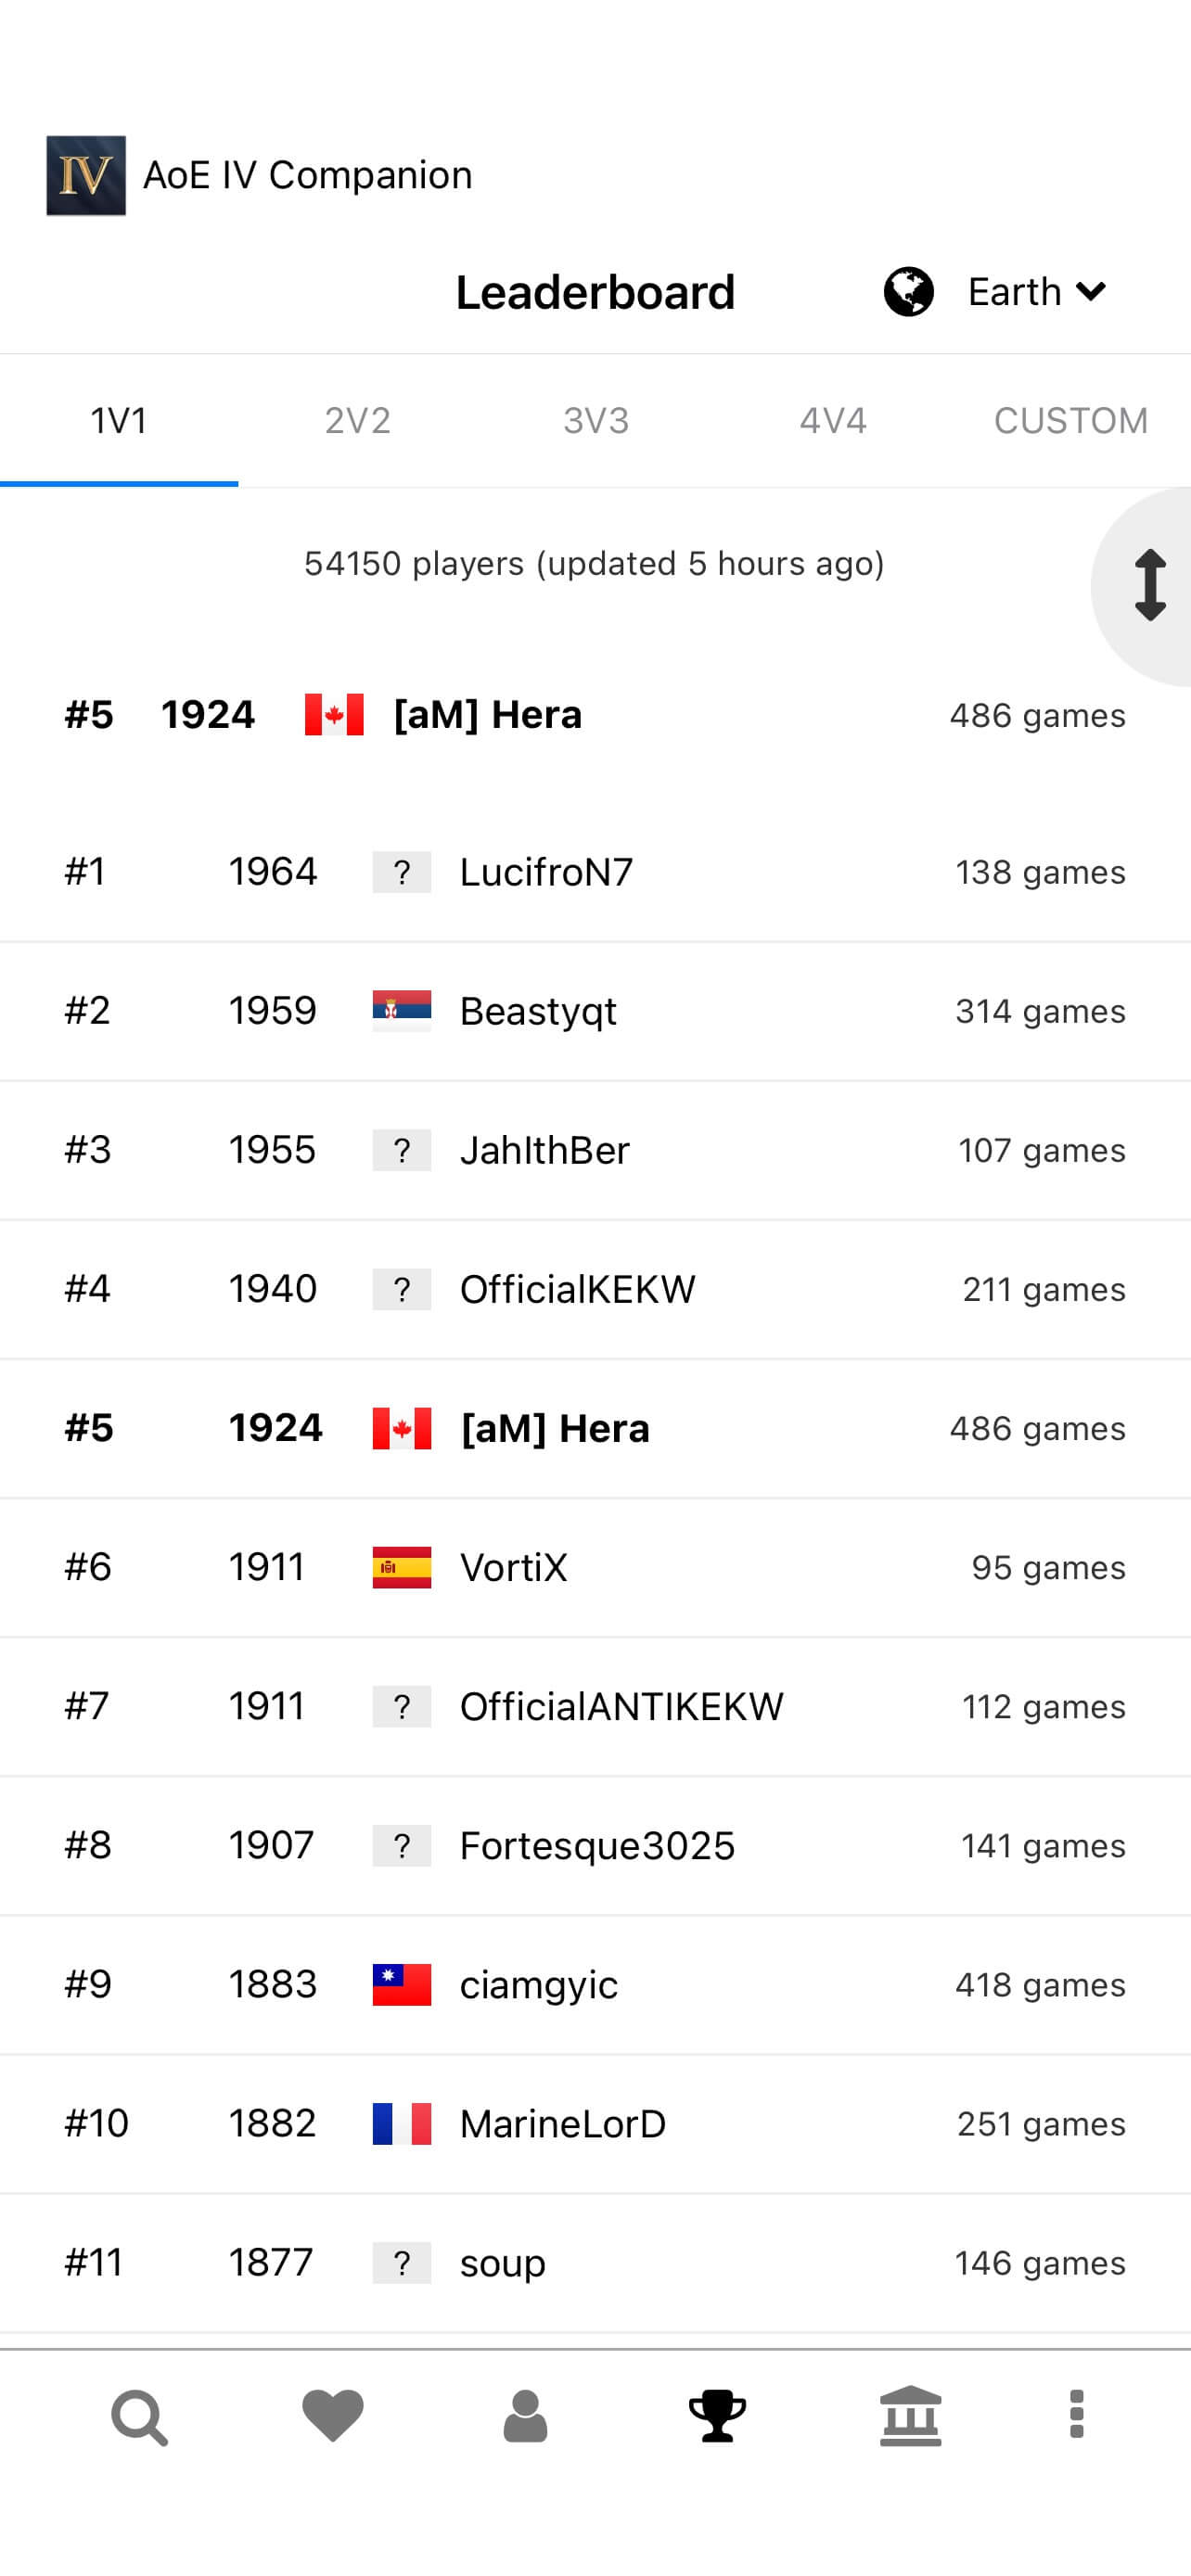 IV AoE IV Companion
Leaderboard Earth
1V1 2V2 3V3 4V4 CUSTOM
54150 players (updated 5 hours ago)
#5 1924 [aM] Hera 486 games
#1 1964 ? LucifroN7 138 games
#2 1959 Beastyqt 314 games
#3 1955 ? JahIthBer 107 games
#4 1940 ? OfficialKEKW 211 games
#5 1924 [aM] Hera 486 games
#6 1911 VortiX 95 games
#7 1911 ? OfficialANTIKEKW 112 games
#8 1907 ? Fortesque3025 141 games
#9 1883 ciamgyic 418 games
#10 1882 MarineLorD 251 games
#11 1877 ? soup 146 games